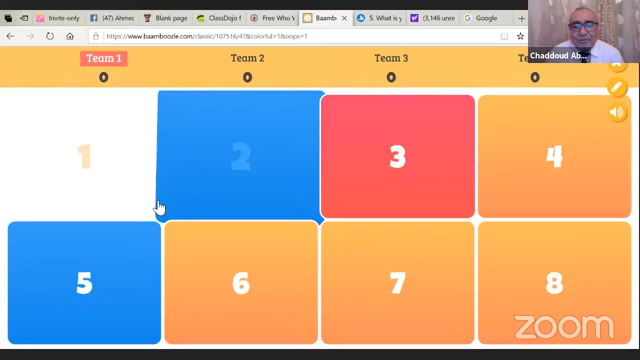 Invite-only
(47) Ahmed
Blank page
ClassDojo f
Free Who W
Baamb
5. What is y
(3,146 unre
Google
https://www.baamboozle.com/classic/107516/4?&colorful=1&oops=1
Chaddoud Ab...
Team 1
Team 2
Team 3
0
0
0
0
1
2
3
4
5
6
7
8
zoom